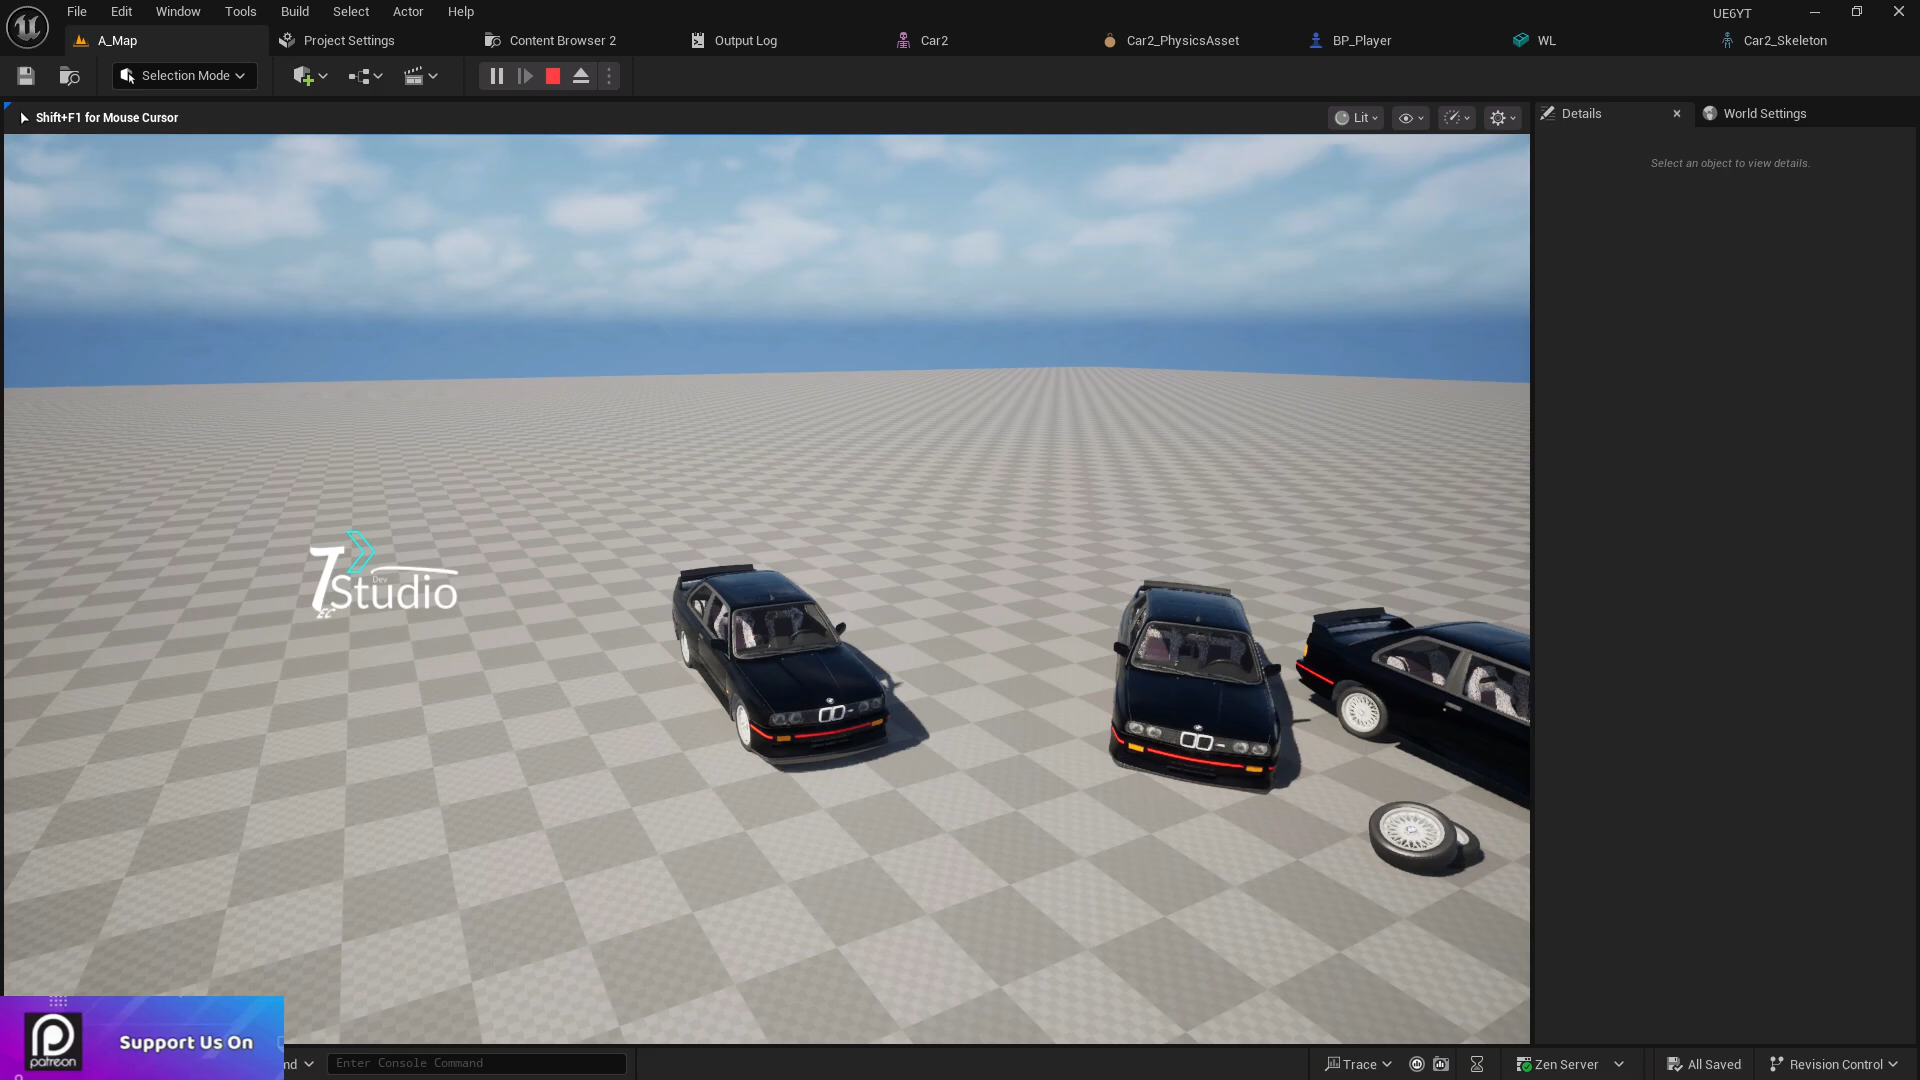 File Edit Window Tools Build Select Actor Help
UE6YT
A_Map Project Settings Content Browser 2 Output Log Car2 Car2_PhysicsAsset BP_Player WL Car2_Skeleton
Selection Mode
Shift+F1 for Mouse Cursor
Lit
Details
World Settings
Select an object to view details.
T
Dev
Studio
EC
Support Us On
patreon
nd
Enter Console Command
Trace
Zen Server
All Saved
Revision Control